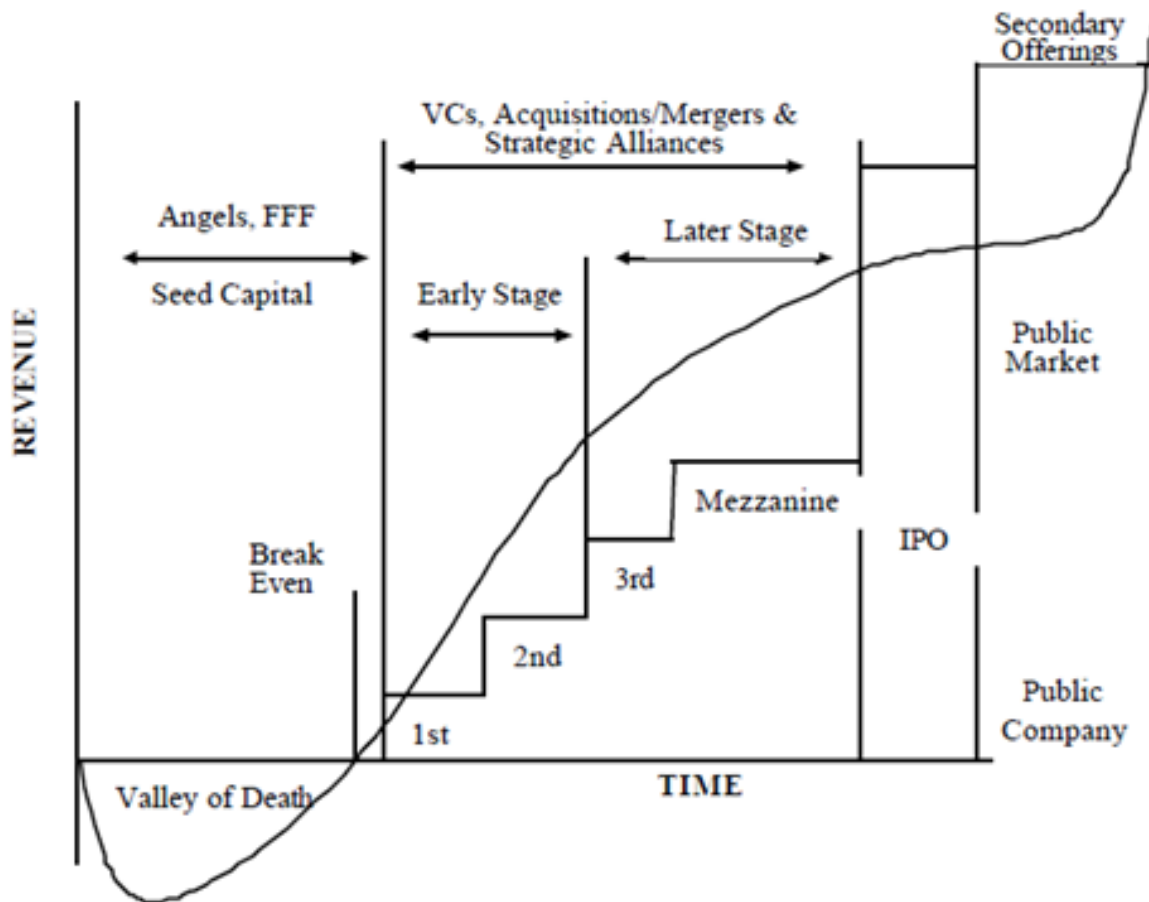 Secondary
Offerings
VCs, Acquisitions/Mergers &
Strategic Alliances
Angels, FFF
Later Stage
Seed Capital
Early Stage
REVENUE
Public
Market
Mezzanine
Break
Even
IPO
3rd
2nd
Public
Company
1st
Valley of Death
TIME